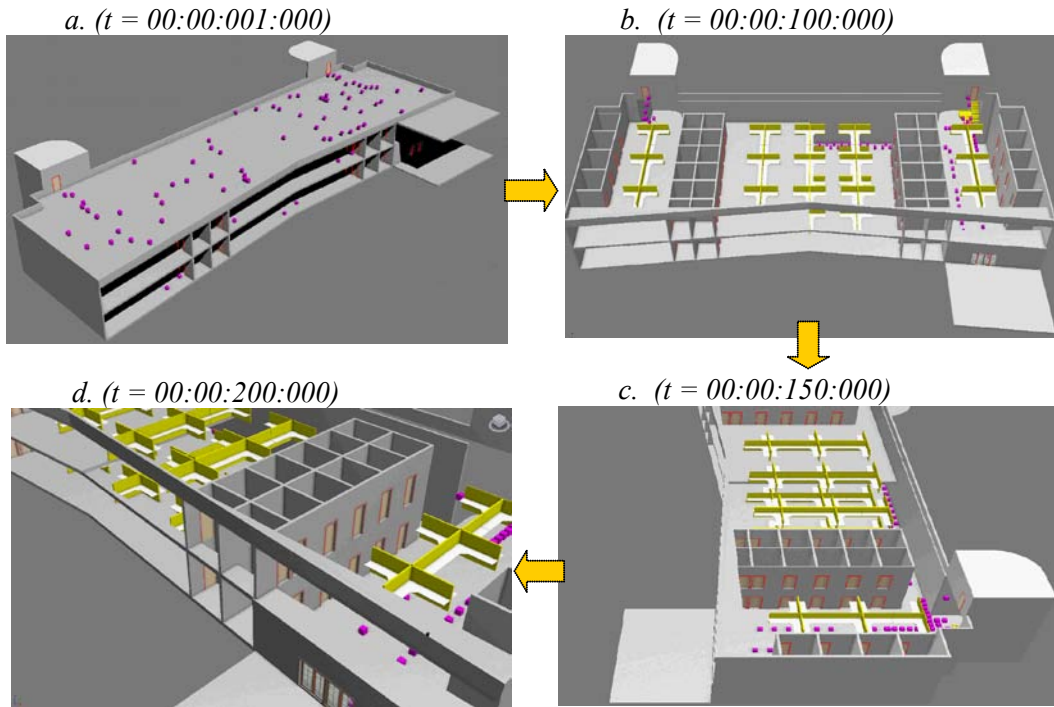 a. (t = 00:00:001:000)
b. (t = 00:00:100:000)
d. (t = 00:00:200:000)
c. (t = 00:00:150:000)